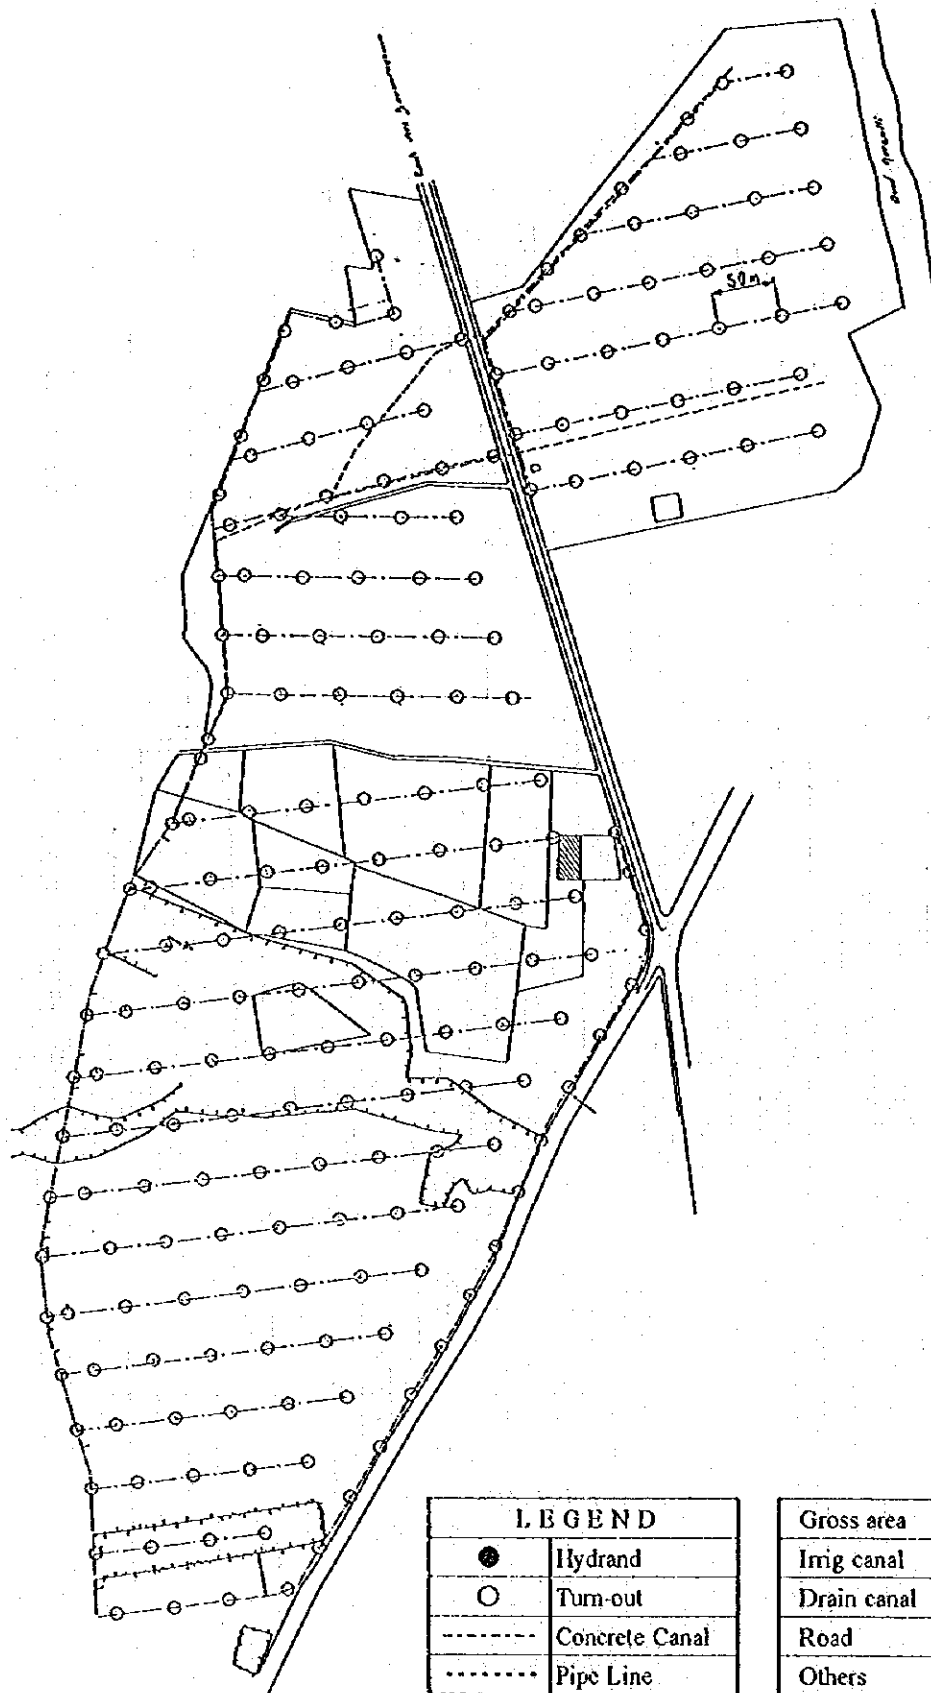 50m
LEGEND
Hydrand
Turn-out
Concrete Canal
Pipe Line
Gross area
Irrig canal
Drain canal
Road
Others